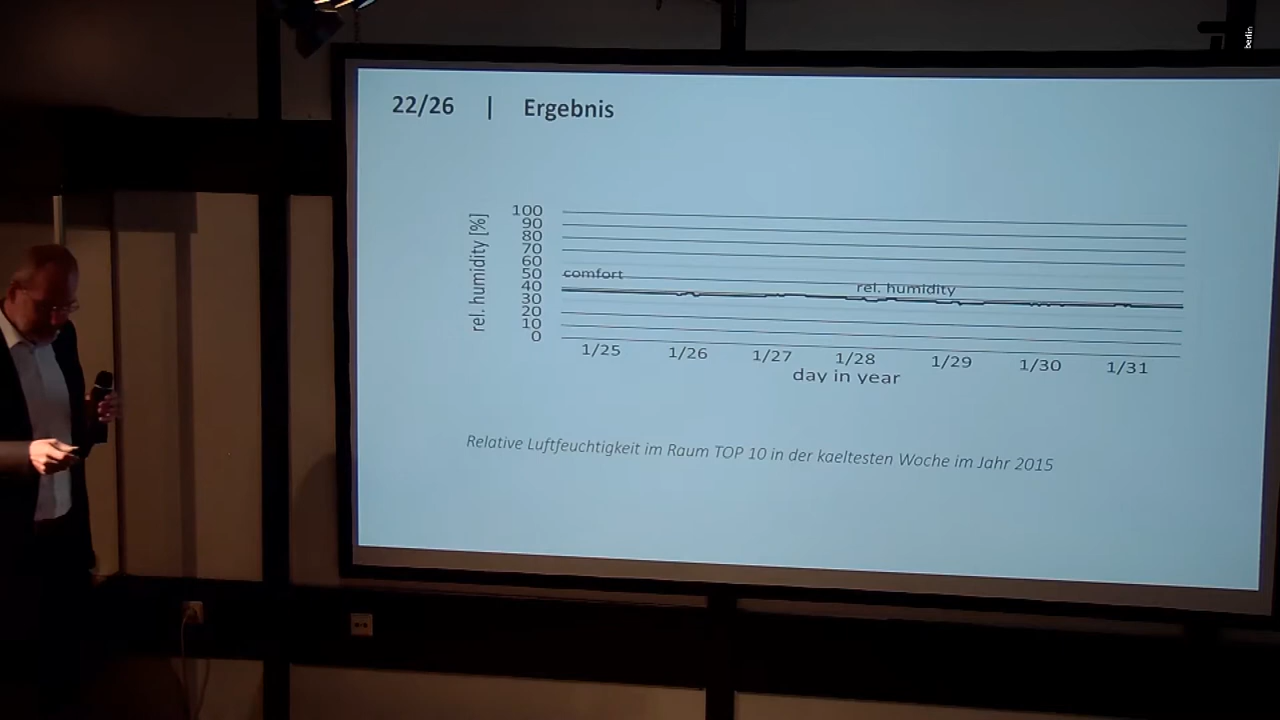 berlin
22/26 | Ergebnis
rel. humidity [%]
100
90
80
70
60
50
40
30
20
10
0
comfort
rel. humidity
1/25 1/26 1/27 1/28 1/29 1/30 1/31
day in year
Relative Luftfeuchtigkeit im Raum TOP 10 in der kaeltesten Woche im Jahr 2015